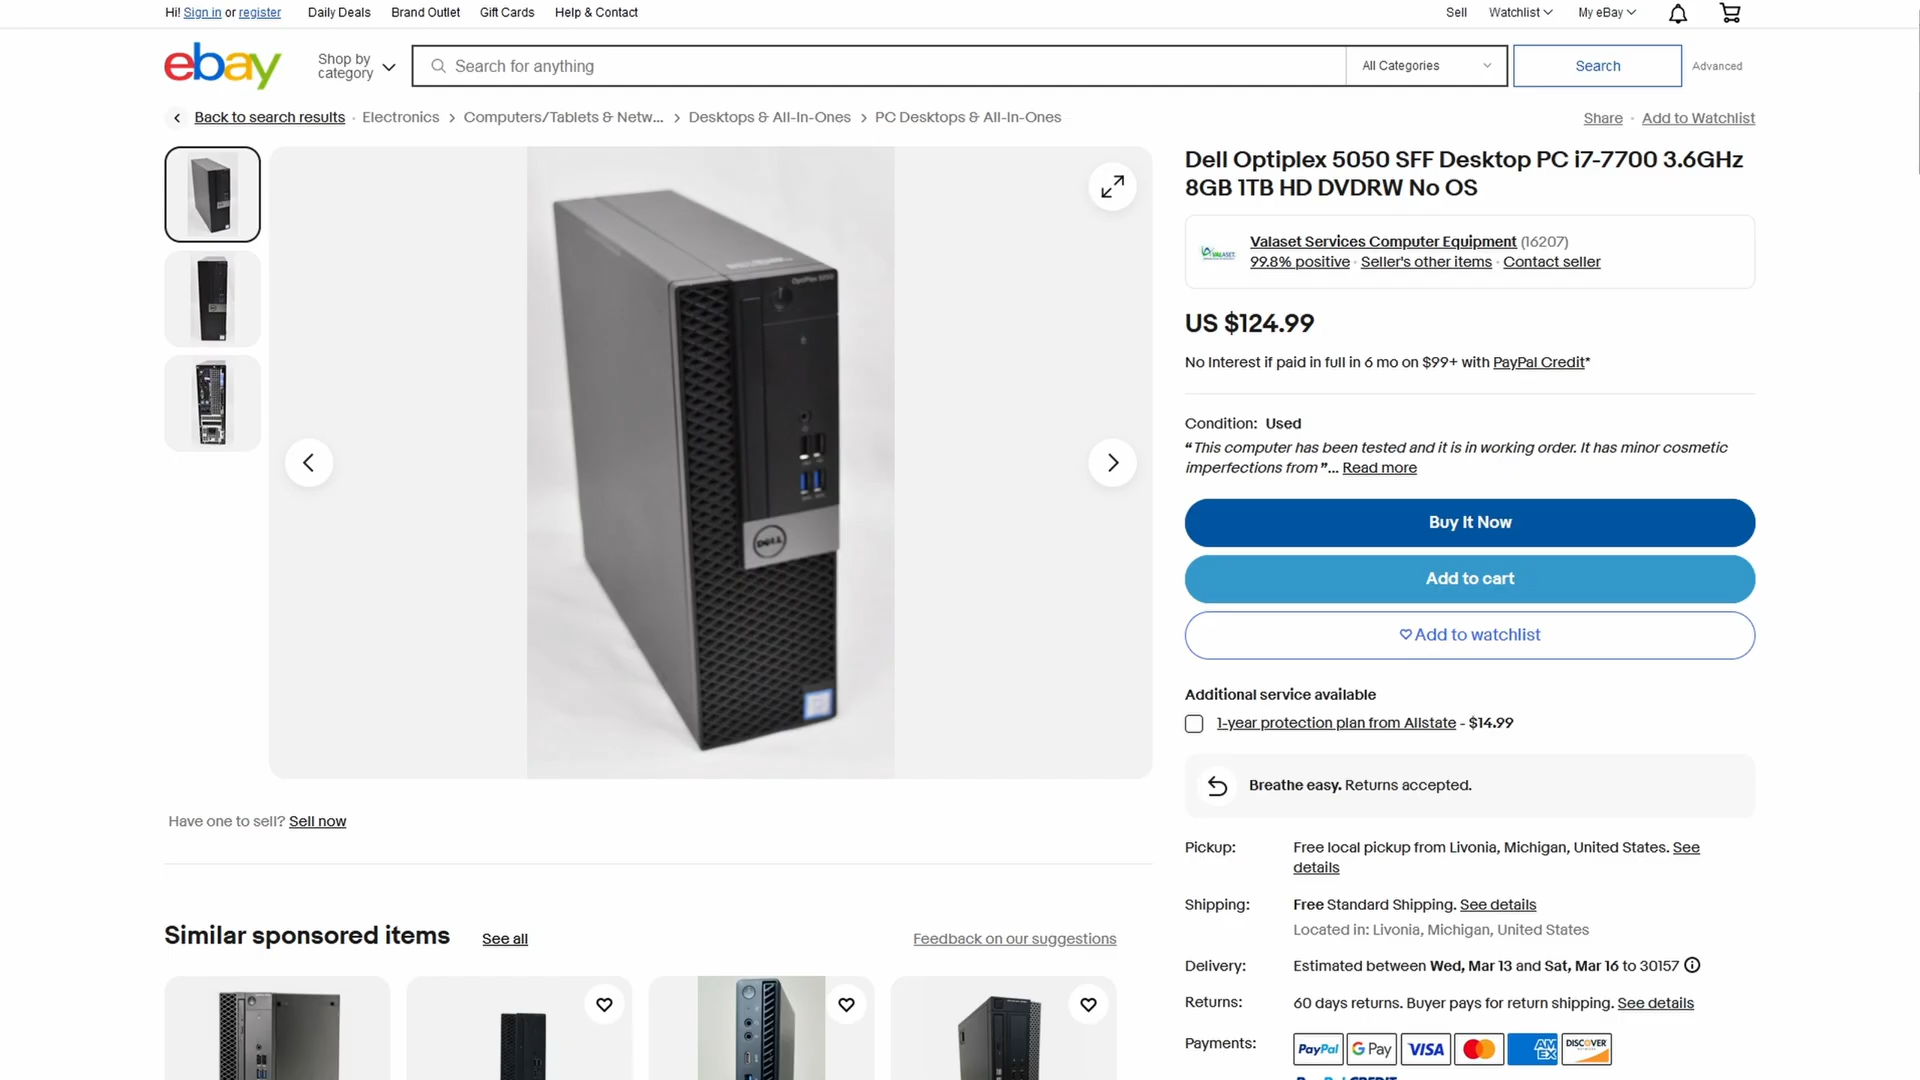 Hi! Sign in or register Daily Deals Brand Outlet Gift Cards Help & Contact Sell Watchlist My eBay
ebay Shop by category Search for anything All Categories Search Advanced
Back to search results · Electronics > Computers/Tablets & Netw... > Desktops & All-In-Ones > PC Desktops & All-In-Ones Share · Add to Watchlist
Dell Optiplex 5050 SFF Desktop PC i7-7700 3.6GHz
8GB 1TB HD DVDRW No OS
VALASET
Valaset Services Computer Equipment (16207)
99.8% positive · Seller's other items · Contact seller
US $124.99
No Interest if paid in full in 6 mo on $99+ with PayPal Credit*
Condition: Used
“This computer has been tested and it is in working order. It has minor cosmetic
imperfections from”... Read more
Buy It Now
Add to cart
Add to watchlist
Additional service available
1-year protection plan from Allstate - $14.99
Breathe easy. Returns accepted.
Pickup: Free local pickup from Livonia, Michigan, United States. See
details
Shipping: Free Standard Shipping. See details
Located in: Livonia, Michigan, United States
Delivery: Estimated between Wed, Mar 13 and Sat, Mar 16 to 30157
Returns: 60 days returns. Buyer pays for return shipping. See details
Payments: PayPal G Pay VISA AMEX DISCOVER
PayPal CREDIT
OptiPlex 5050
DELL
Have one to sell? Sell now
Similar sponsored items See all Feedback on our suggestions